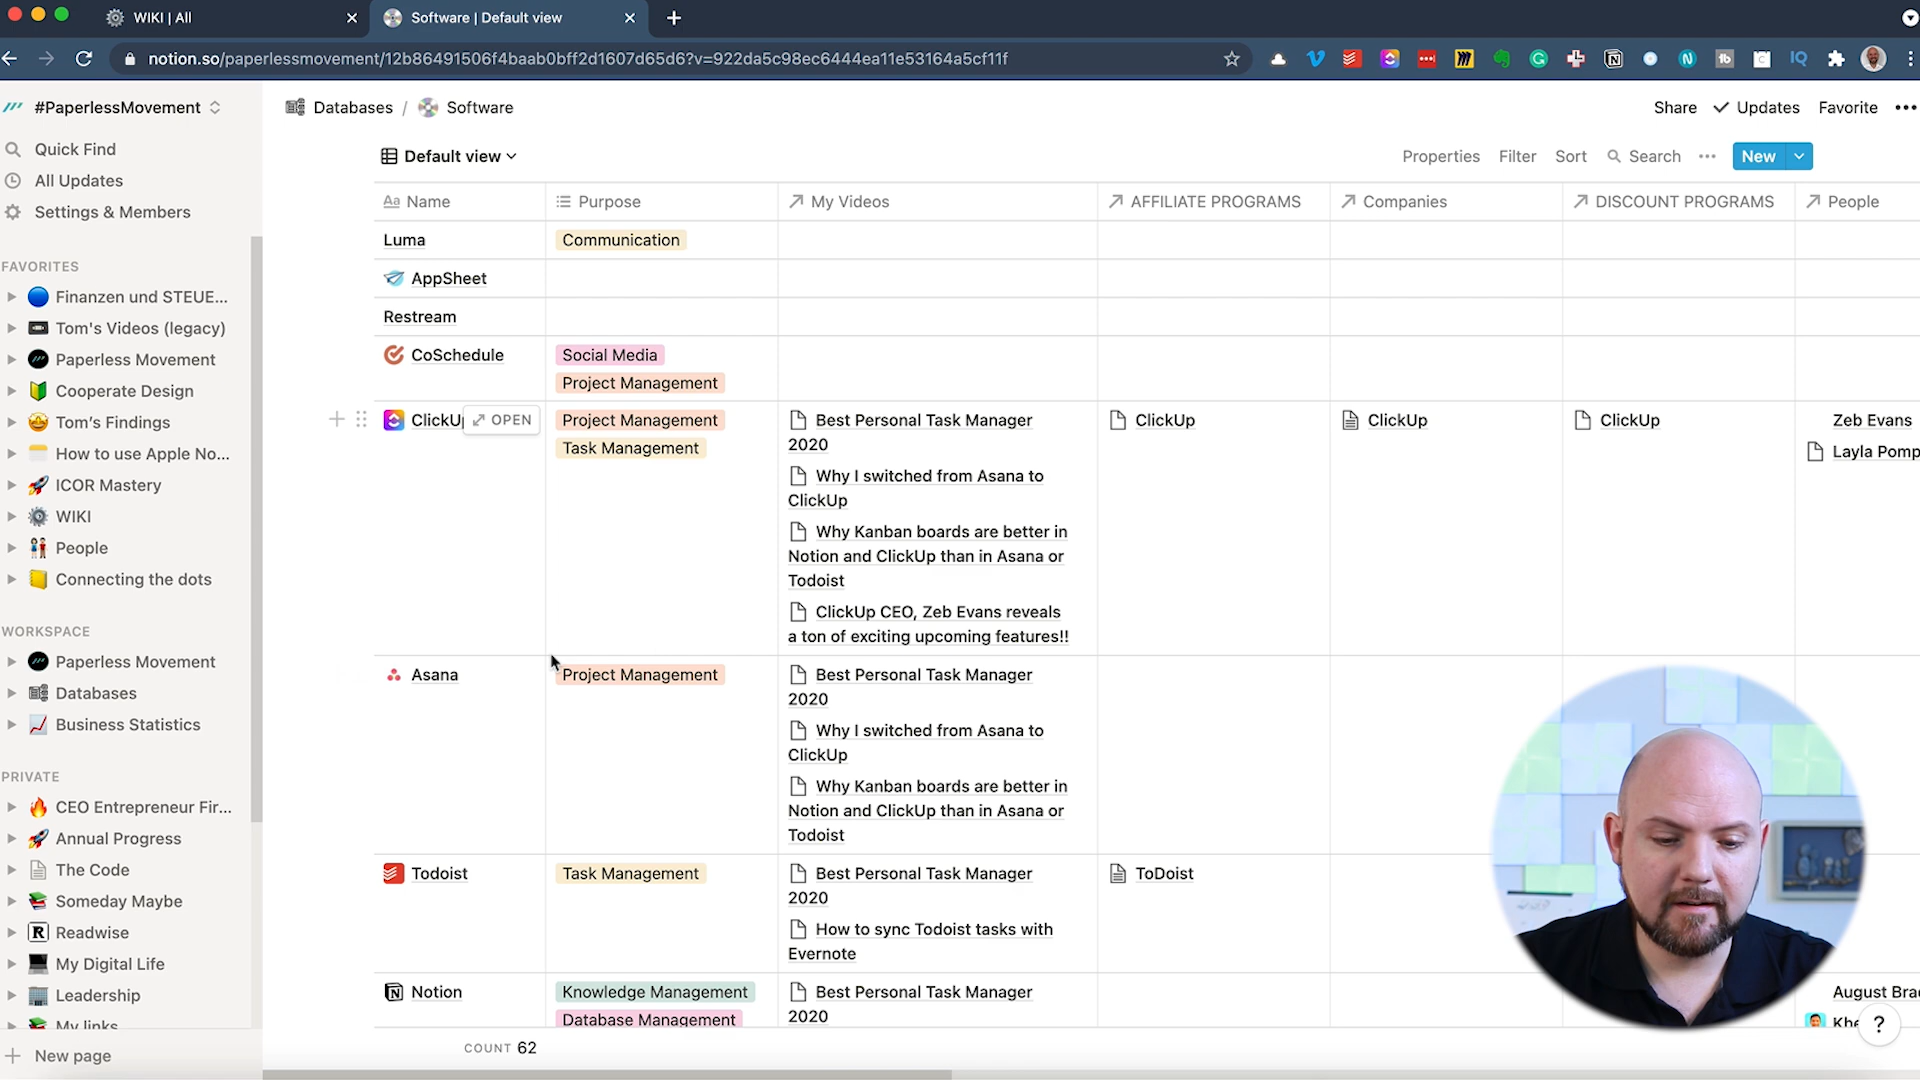 WIKI | All
Software | Default view
notion.so/paperlessmovement/12b86491506f4baab0bff2d1607d65d6?v=922da5c98ec6444ea11e53164a5cf11f
#PaperlessMovement
Databases / Software
Share
Updates
Favorite
Quick Find
All Updates
Settings & Members
Default view
Properties
Filter
Sort
Search
New
Name
Purpose
My Videos
AFFILIATE PROGRAMS
Companies
DISCOUNT PROGRAMS
People
FAVORITES
Finanzen und STEUE...
Tom's Videos (legacy)
Paperless Movement
Cooperate Design
Tom's Findings
How to use Apple No...
ICOR Mastery
WIKI
People
Connecting the dots
WORKSPACE
Paperless Movement
Databases
Business Statistics
PRIVATE
CEO Entrepreneur Fir...
Annual Progress
The Code
Someday Maybe
Readwise
My Digital Life
Leadership
My links
New page
Luma
Communication
AppSheet
Restream
CoSchedule
Social Media
Project Management
ClickUp
OPEN
Project Management
Task Management
Best Personal Task Manager
2020
Why I switched from Asana to
ClickUp
Why Kanban boards are better in
Notion and ClickUp than in Asana or
Todoist
ClickUp CEO, Zeb Evans reveals
a ton of exciting upcoming features!!
ClickUp
ClickUp
ClickUp
Zeb Evans
Layla Pomp
Asana
Project Management
Best Personal Task Manager
2020
Why I switched from Asana to
ClickUp
Why Kanban boards are better in
Notion and ClickUp than in Asana or
Todoist
Todoist
Task Management
Best Personal Task Manager
2020
How to sync Todoist tasks with
Evernote
ToDoist
Notion
Knowledge Management
Database Management
Best Personal Task Manager
2020
August Bra
Khe
?
COUNT 62